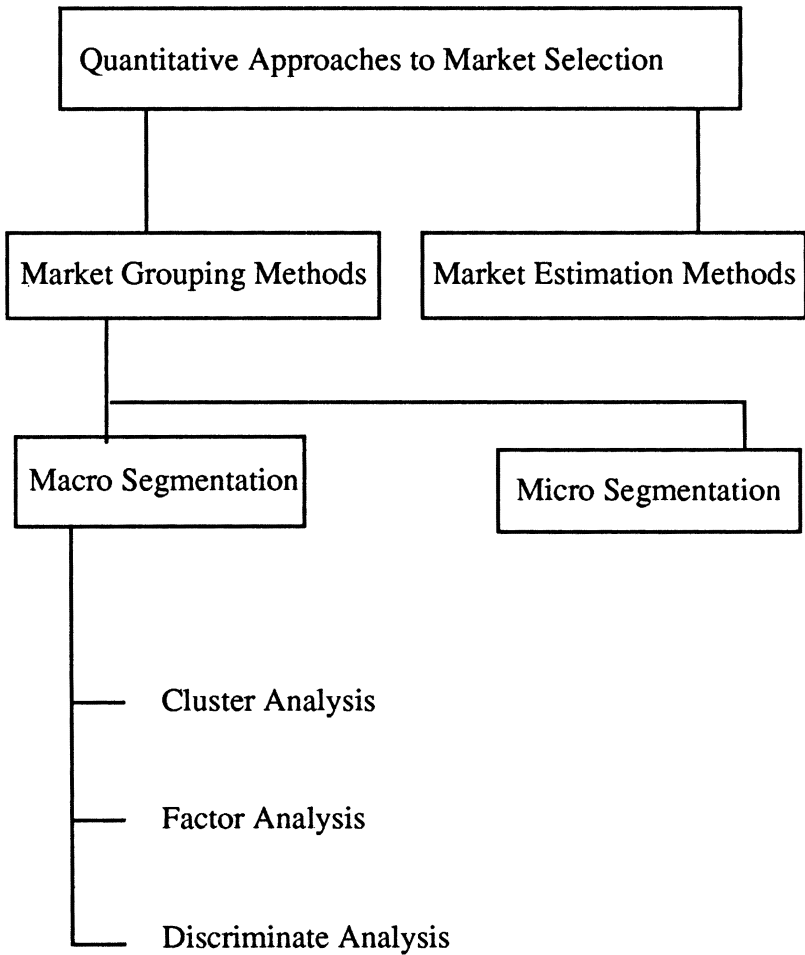 Quantitative Approaches to Market Selection
Market Grouping Methods
Market Estimation Methods
Macro Segmentation
Micro Segmentation
Cluster Analysis
Factor Analysis
Discriminate Analysis